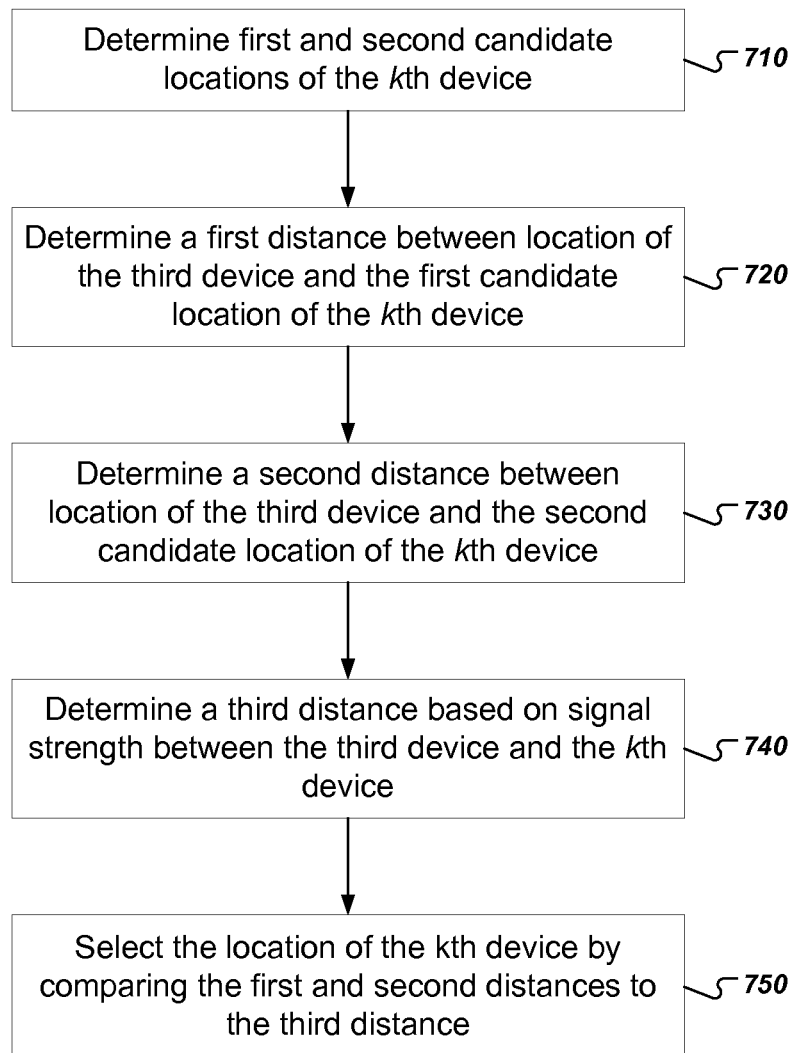 Determine first and second candidate
locations of the kth device
710
Determine a first distance between location of
the third device and the first candidate
location of the kth device
720
Determine a second distance between
location of the third device and the second
candidate location of the kth device
730
Determine a third distance based on signal
strength between the third device and the kth
device
740
Select the location of the kth device by
comparing the first and second distances to
the third distance
750